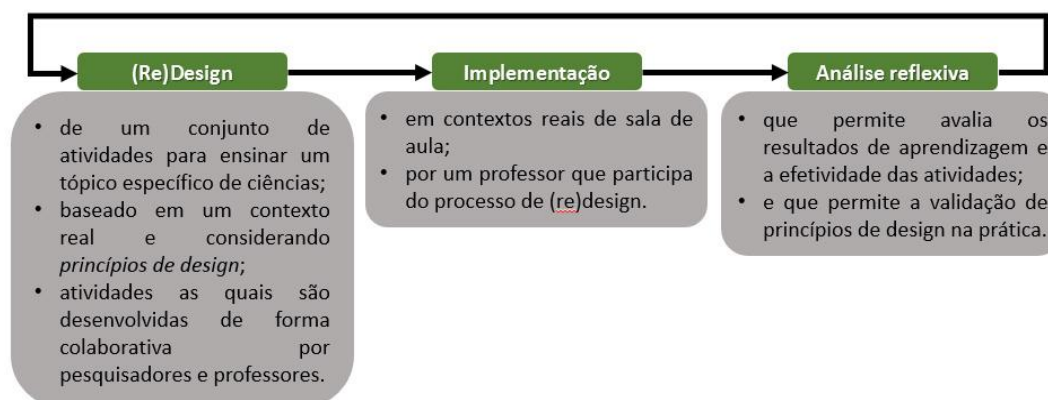 (Re)Design
• de um conjunto de
atividades para ensinar um
tópico específico de ciências;
• baseado em um contexto
real e considerando
princípios de design;
• atividades as quais são
desenvolvidas de forma
colaborativa por
pesquisadores e professores.
Implementação
• em contextos reais de sala de
aula;
• por um professor que participa
do processo de (re)design.
Análise reflexiva
• que permite avalia os
resultados de aprendizagem e
a efetividade das atividades;
• e que permite a validação de
princípios de design na prática.